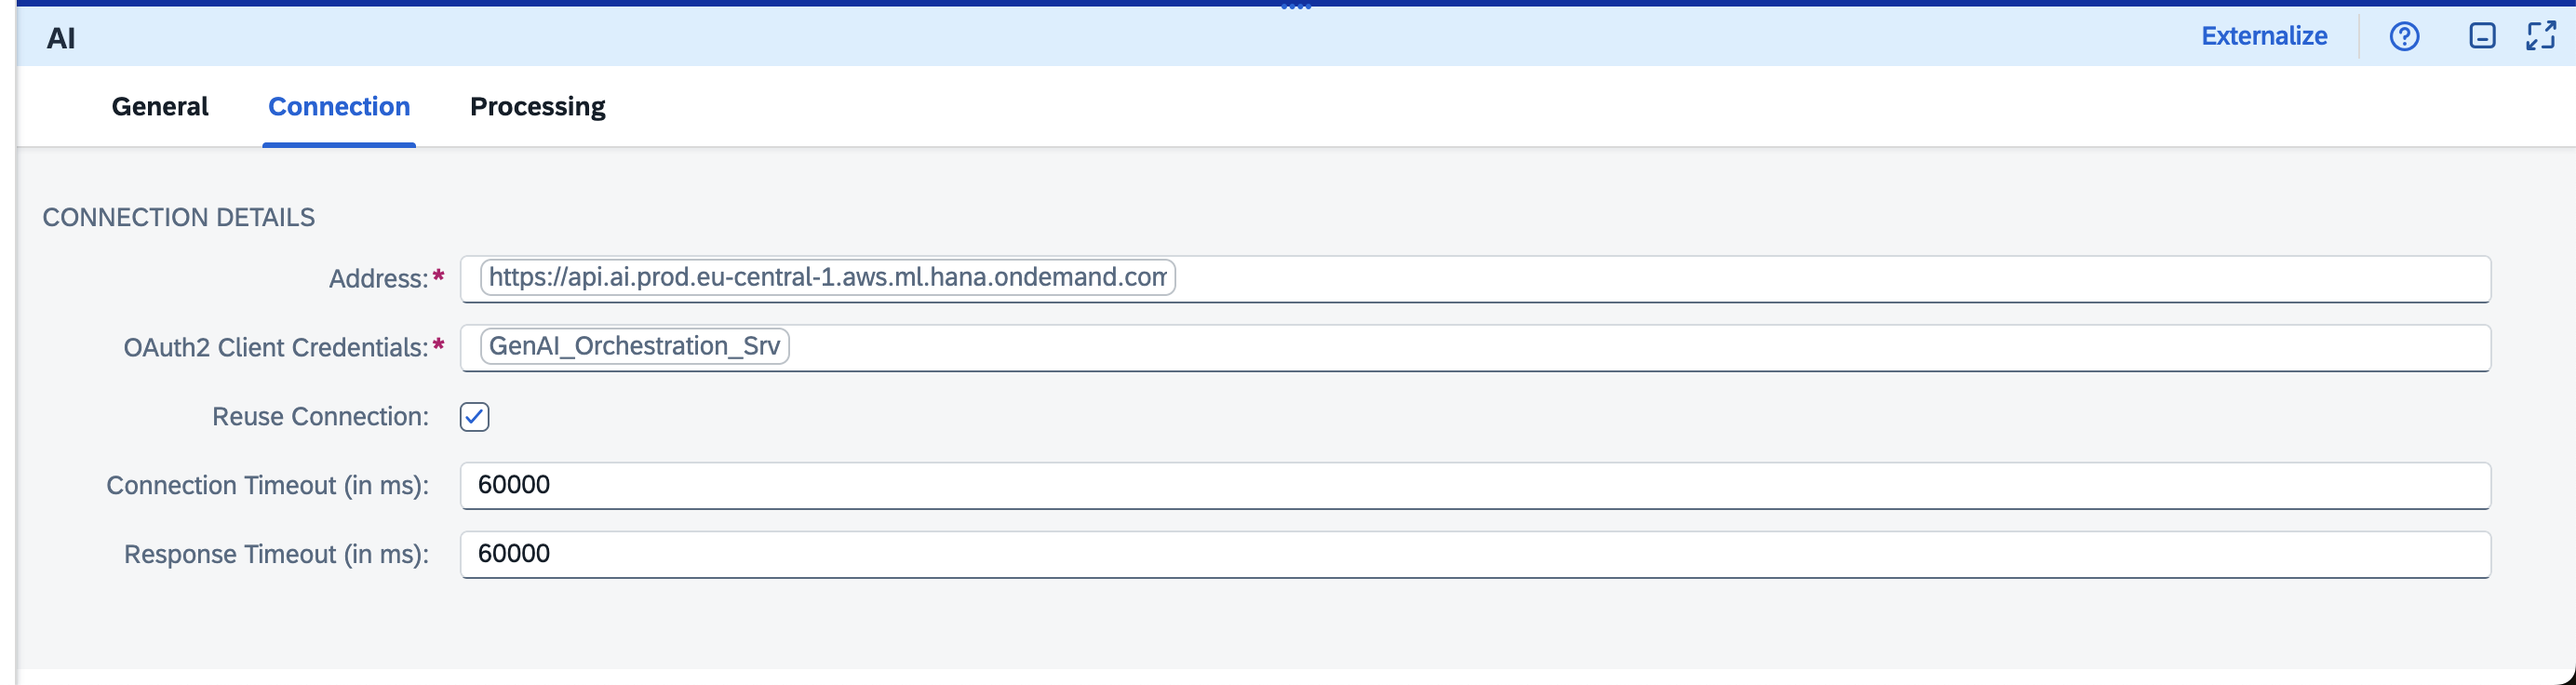 AI
Externalize
General Connection Processing
CONNECTION DETAILS
Address:* https://api.ai.prod.eu-central-1.aws.ml.hana.ondemand.com
OAuth2 Client Credentials:* GenAI_Orchestration_Srv
Reuse Connection:
Connection Timeout (in ms): 60000
Response Timeout (in ms): 60000